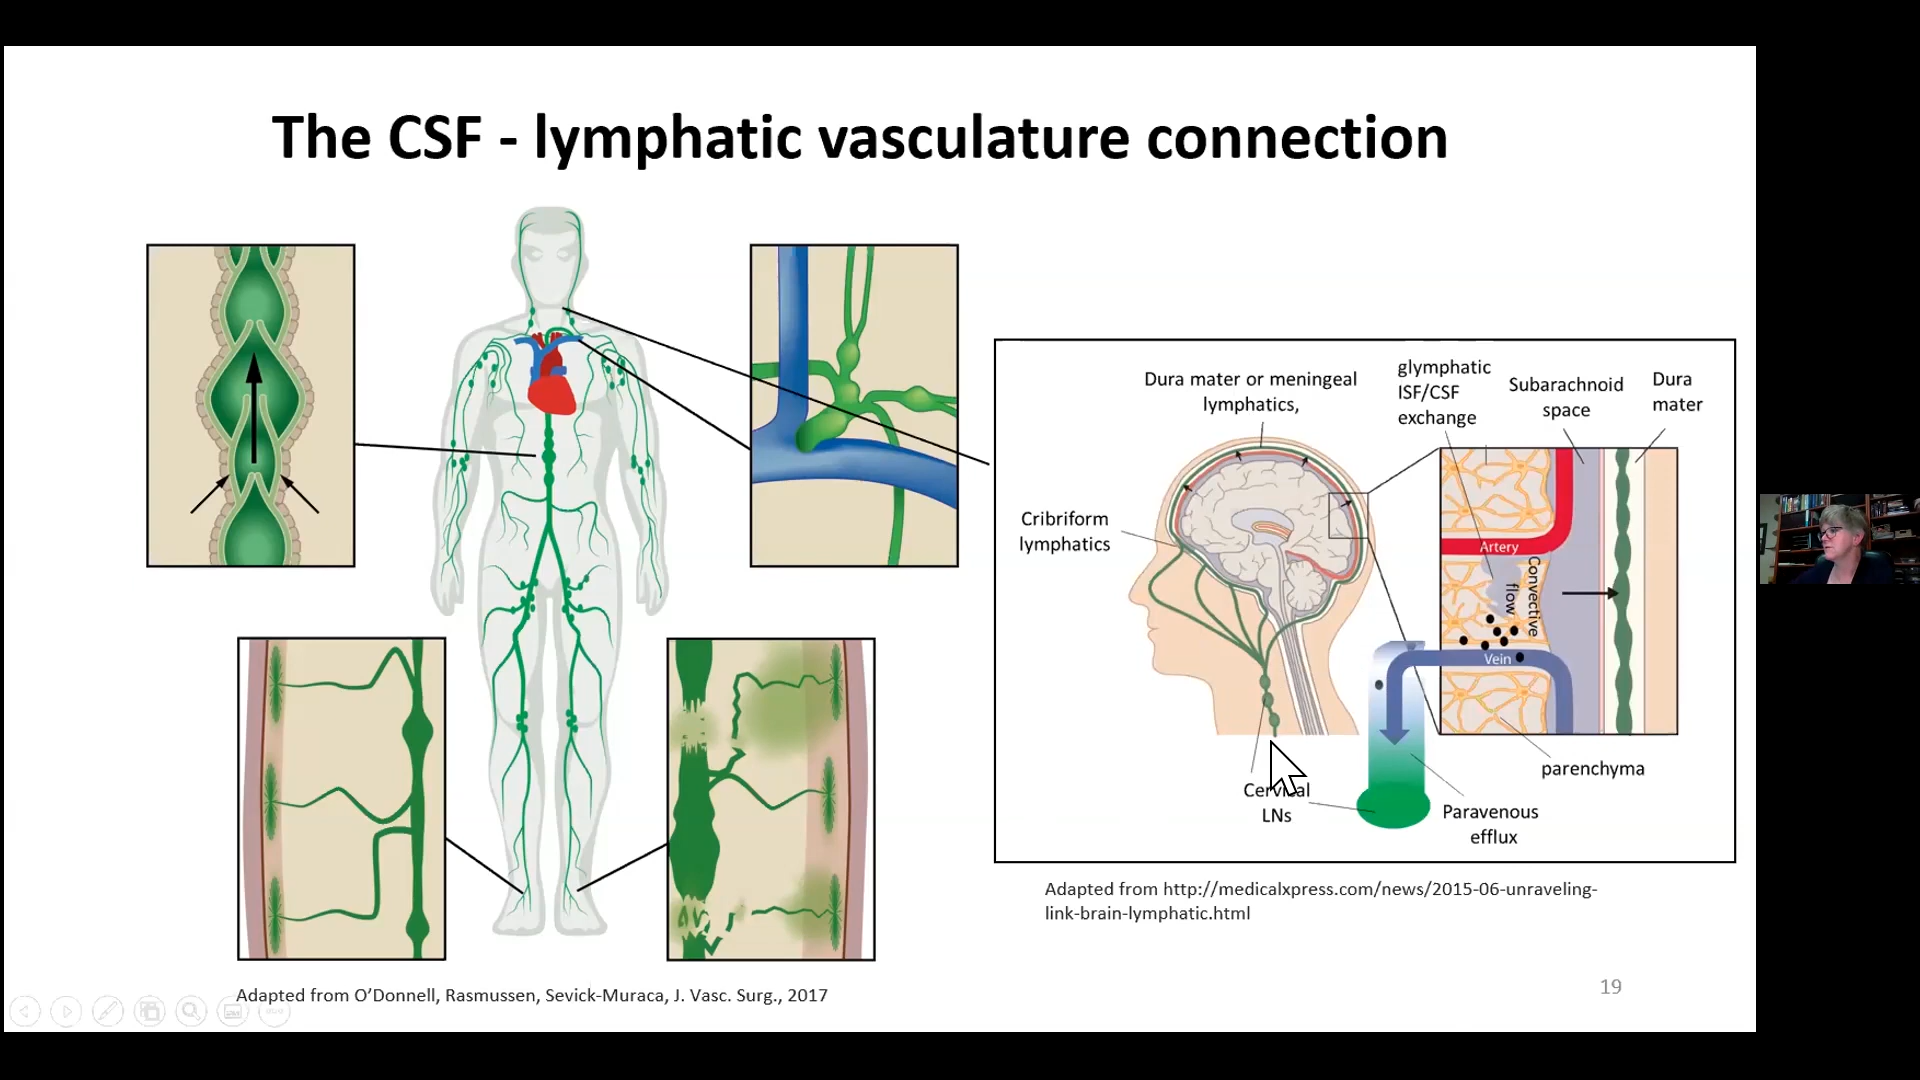 The CSF - lymphatic vasculature connection
Dura mater or meningeal
lymphatics,
glymphatic
ISF/CSF
exchange
Subarachnoid
space
Dura
mater
Cribriform
lymphatics
Artery
Convective
flow
Vein
parenchyma
Cervical
LNs
Paravenous
efflux
Adapted from http://medicalxpress.com/news/2015-06-unraveling-
link-brain-lymphatic.html
Adapted from O’Donnell, Rasmussen, Sevick-Muraca, J. Vasc. Surg., 2017
19